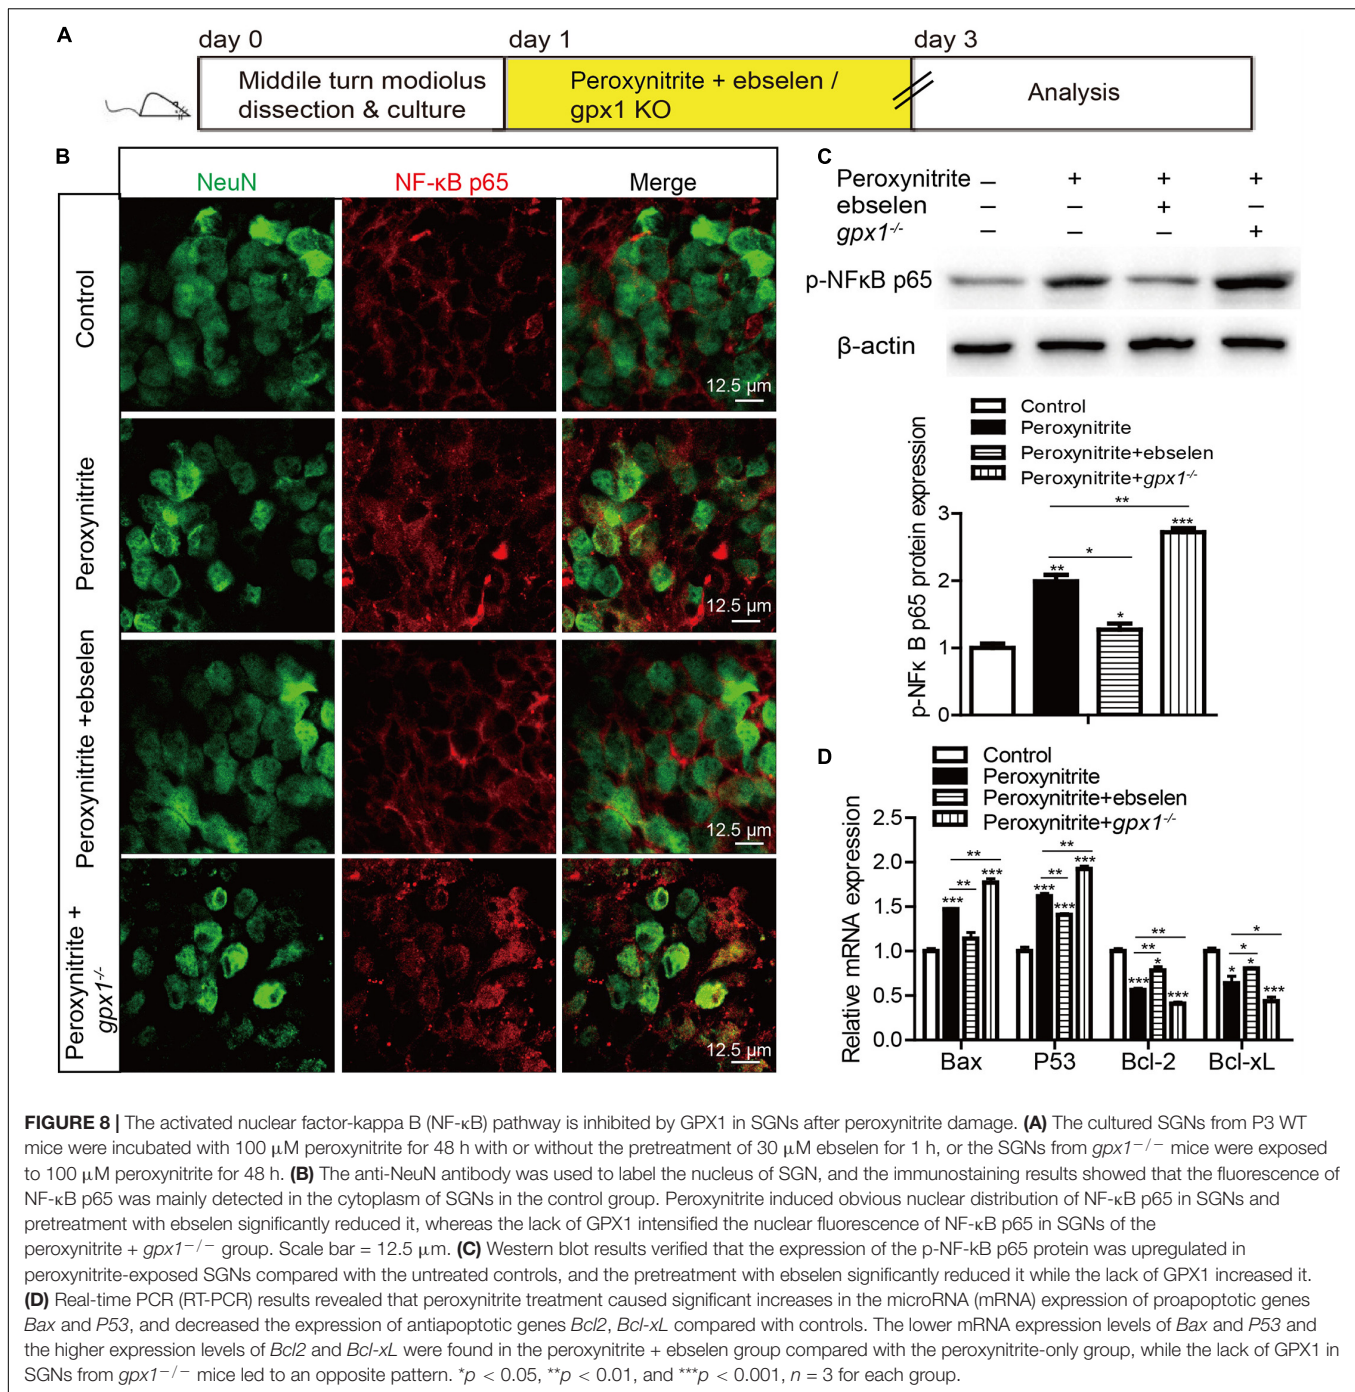 A
day 0
day 1
day 3
Middile turn modiolus
dissection & culture
Peroxynitrite + ebselen /
gpx1 KO
Analysis
B
NeuN
NF-κB p65
Merge
Control
12.5 μm
Peroxynitrite
12.5 μm
Peroxynitrite +ebselen
12.5 μm
Peroxynitrite +
gpx1-/-
12.5 μm
C
Peroxynitrite – + + +
ebselen – – + –
gpx1-/- – – – +
p-NFκB p65
β-actin
Control
Peroxynitrite
Peroxynitrite+ebselen
Peroxynitrite+gpx1-/-
p-NFκ B p65 protein expression
3
2
1
0
**
*
**
*
***
D
Control
Peroxynitrite
Peroxynitrite+ebselen
Peroxynitrite+gpx1-/-
Relative mRNA expression
2.5
2.0
1.5
1.0
0.5
0.0
** ** *** ***
** ** *** ***
** ** * *** ***
* * * * ***
Bax P53 Bcl-2 Bcl-xL
FIGURE 8 | The activated nuclear factor-kappa B (NF-κB) pathway is inhibited by GPX1 in SGNs after peroxynitrite damage. (A) The cultured SGNs from P3 WT
mice were incubated with 100 μM peroxynitrite for 48 h with or without the pretreatment of 30 μM ebselen for 1 h, or the SGNs from gpx1−/− mice were exposed
to 100 μM peroxynitrite for 48 h. (B) The anti-NeuN antibody was used to label the nucleus of SGN, and the immunostaining results showed that the fluorescence of
NF-κB p65 was mainly detected in the cytoplasm of SGNs in the control group. Peroxynitrite induced obvious nuclear distribution of NF-κB p65 in SGNs and
pretreatment with ebselen significantly reduced it, whereas the lack of GPX1 intensified the nuclear fluorescence of NF-κB p65 in SGNs of the
peroxynitrite + gpx1−/− group. Scale bar = 12.5 μm. (C) Western blot results verified that the expression of the p-NF-kB p65 protein was upregulated in
peroxynitrite-exposed SGNs compared with the untreated controls, and the pretreatment with ebselen significantly reduced it while the lack of GPX1 increased it.
(D) Real-time PCR (RT-PCR) results revealed that peroxynitrite treatment caused significant increases in the microRNA (mRNA) expression of proapoptotic genes
Bax and P53, and decreased the expression of antiapoptotic genes Bcl2, Bcl-xL compared with controls. The lower mRNA expression levels of Bax and P53 and
the higher expression levels of Bcl2 and Bcl-xL were found in the peroxynitrite + ebselen group compared with the peroxynitrite-only group, while the lack of GPX1 in
SGNs from gpx1−/− mice led to an opposite pattern. *p < 0.05, **p < 0.01, and ***p < 0.001, n = 3 for each group.